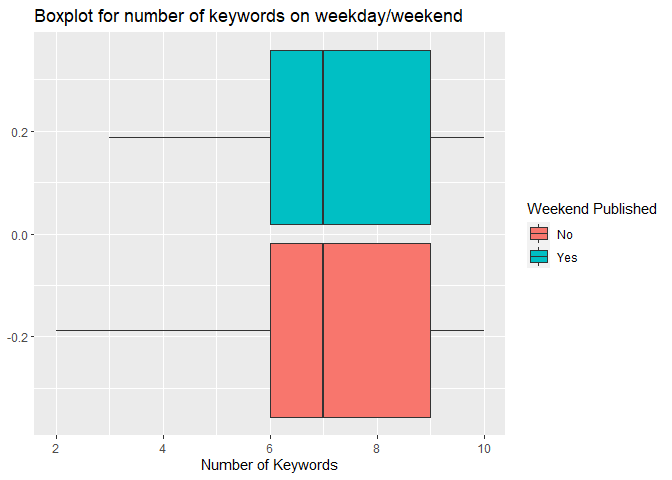 Boxplot for number of keywords on weekday/weekend
0.2
0.0
-0.2
2 4 6 8 10
Number of Keywords
Weekend Published
No
Yes